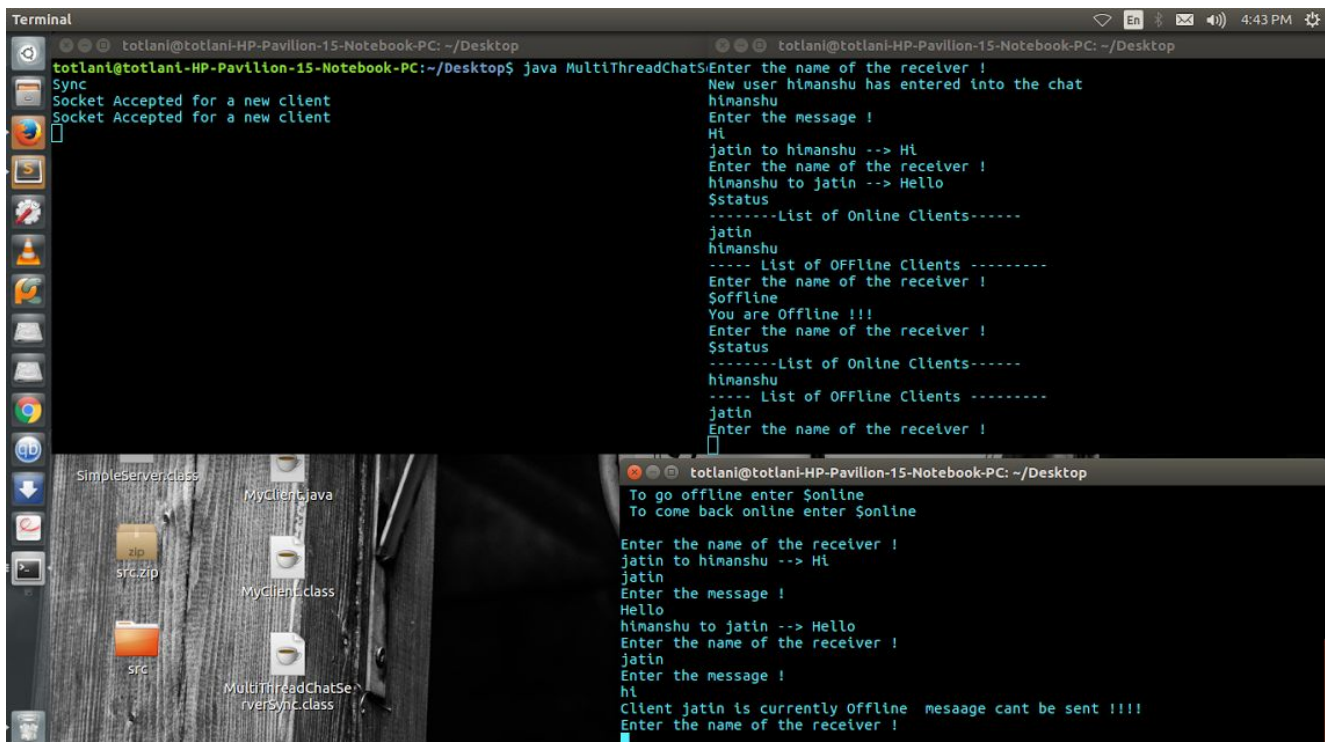 Terminal
En
4:43 PM
totlani@totlani-HP-Pavilion-15-Notebook-PC: ~/Desktop
totlani@totlani-HP-Pavilion-15-Notebook-PC:~/Desktop$ java MultiThreadChatS
Sync
Socket Accepted for a new client
Socket Accepted for a new client
totlani@totlani-HP-Pavilion-15-Notebook-PC: ~/Desktop
Enter the name of the receiver !
New user himanshu has entered into the chat
himanshu
Enter the message !
Hi
jatin to himanshu --> Hi
Enter the name of the receiver !
himanshu to jatin --> Hello
$status
--------List of Online Clients------
jatin
himanshu
----- List of OFFline Clients ---------
Enter the name of the receiver !
$offline
You are Offline !!!
Enter the name of the receiver !
$status
--------List of Online Clients------
himanshu
----- List of OFFline Clients ---------
jatin
Enter the name of the receiver !
SimpleServer.class
MyClient.java
zip
src.zip
MyClient.class
src
MultiThreadChatSe
rverSync.class
totlani@totlani-HP-Pavilion-15-Notebook-PC: ~/Desktop
To go offline enter $online
To come back online enter $online
Enter the name of the receiver !
jatin to himanshu --> Hi
jatin
Enter the message !
Hello
himanshu to jatin --> Hello
Enter the name of the receiver !
jatin
Enter the message !
hi
Client jatin is currently Offline  mesaage cant be sent !!!!
Enter the name of the receiver !